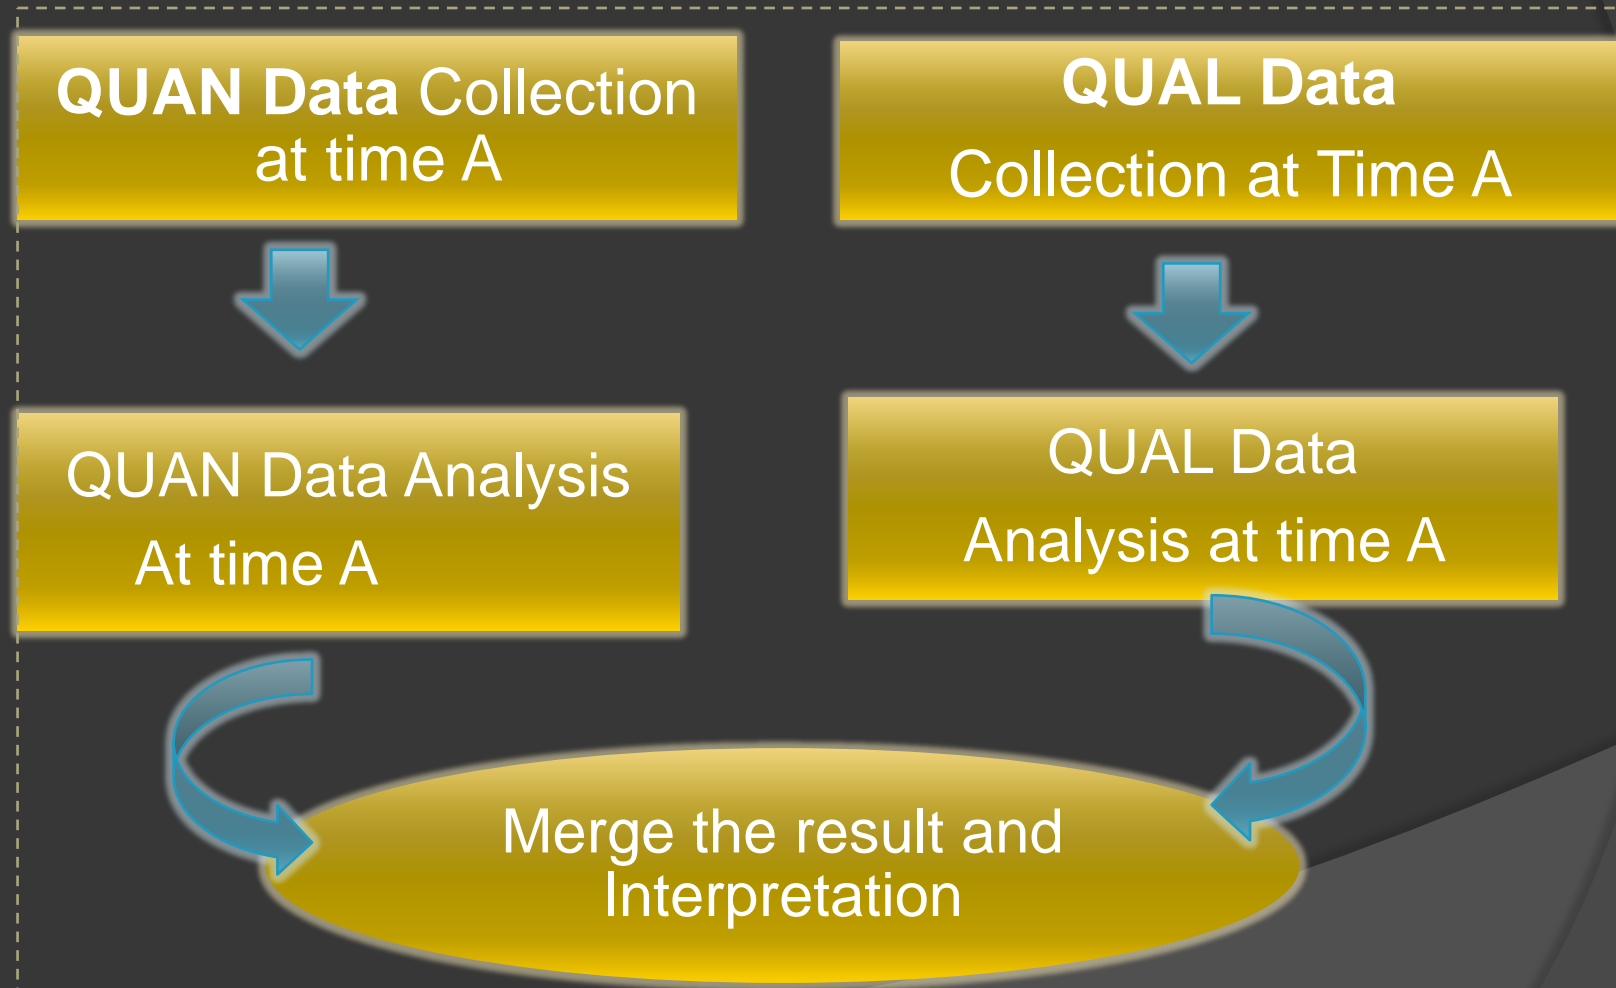 QUAN Data Collection
at time A
QUAL Data
Collection at Time A
QUAN Data Analysis
At time A
QUAL Data
Analysis at time A
Merge the result and
Interpretation